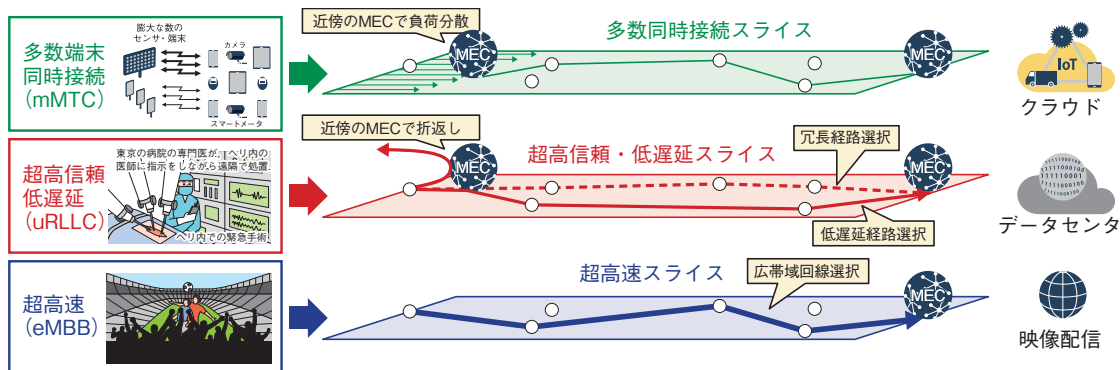 多数端末
同時接続
(mMTC)
膨大な数の
センサ・端末
カメラ
スマートメータ
近傍のMECで負荷分散
MEC
多数同時接続スライス
MEC
IoT
クラウド
超高信頼
低遅延
(uRLLC)
東京の病院の専門医が、ヘリ内の
医師に指示をしながら遠隔で処置
ヘリ内での緊急手術
近傍のMECで折返し
MEC
超高信頼・低遅延スライス
冗長経路選択
低遅延経路選択
MEC
データセンタ
超高速
(eMBB)
超高速スライス
広帯域回線選択
MEC
映像配信